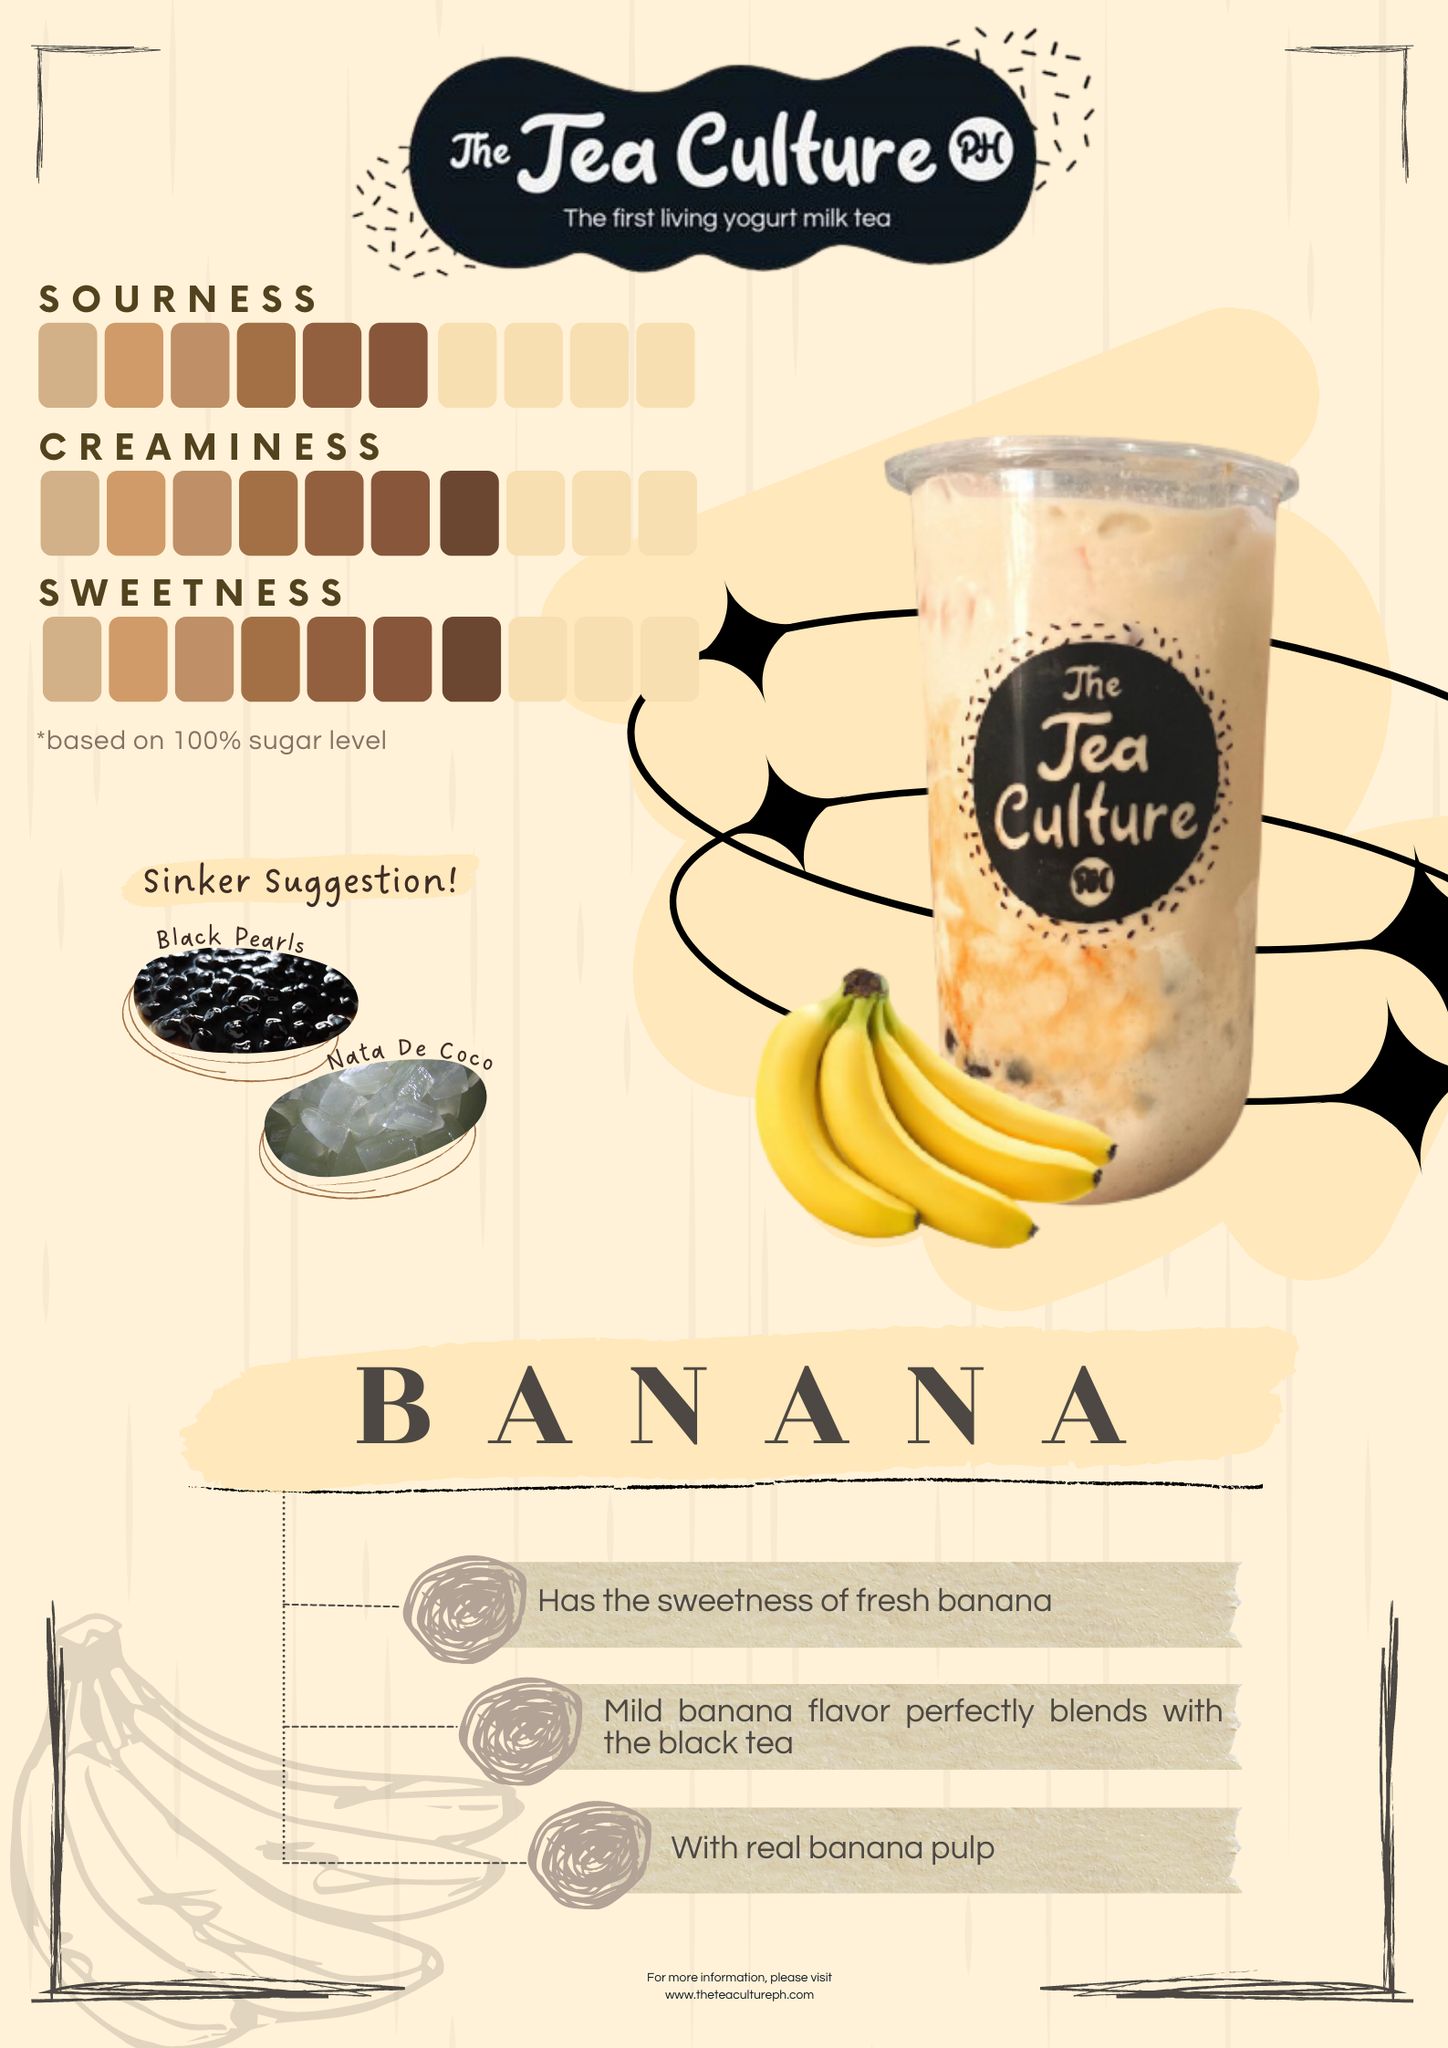 The Tea Culture PH
The first living yogurt milk tea
SOURNESS
CREAMINESS
SWEETNESS
*based on 100% sugar level
Sinker Suggestion!
Black Pearls
Nata De Coco
The
Tea
Culture
PH
BANANA
Has the sweetness of fresh banana
Mild banana flavor perfectly blends with
the black tea
With real banana pulp
For more information, please visit
www.theteacultureph.com